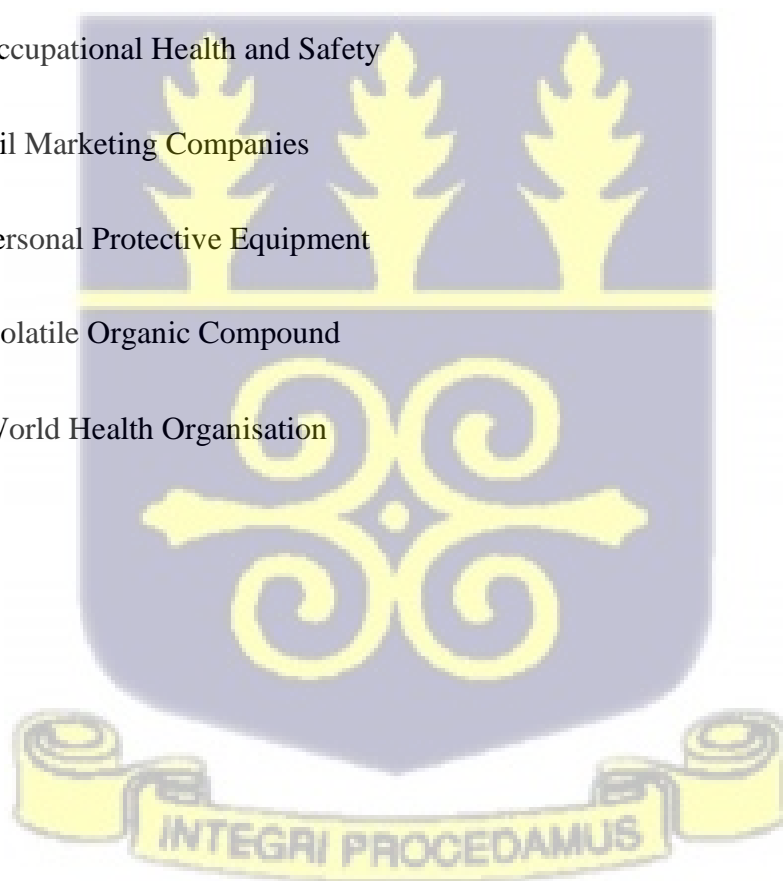 ccupational Health and Safety
il Marketing Companies
ersonal Protective Equipment
olatile Organic Compound
World Health Organisation
INTEGRI PROCEDAMUS